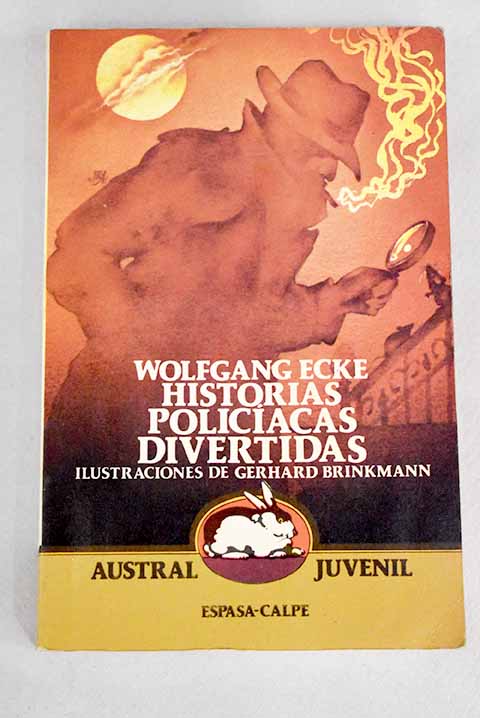 WOLFGANG ECKE
HISTORIAS
POLICÍACAS
DIVERTIDAS
ILUSTRACIONES DE GERHARD BRINKMANN
AUSTRAL JUVENIL
ESPASA-CALPE